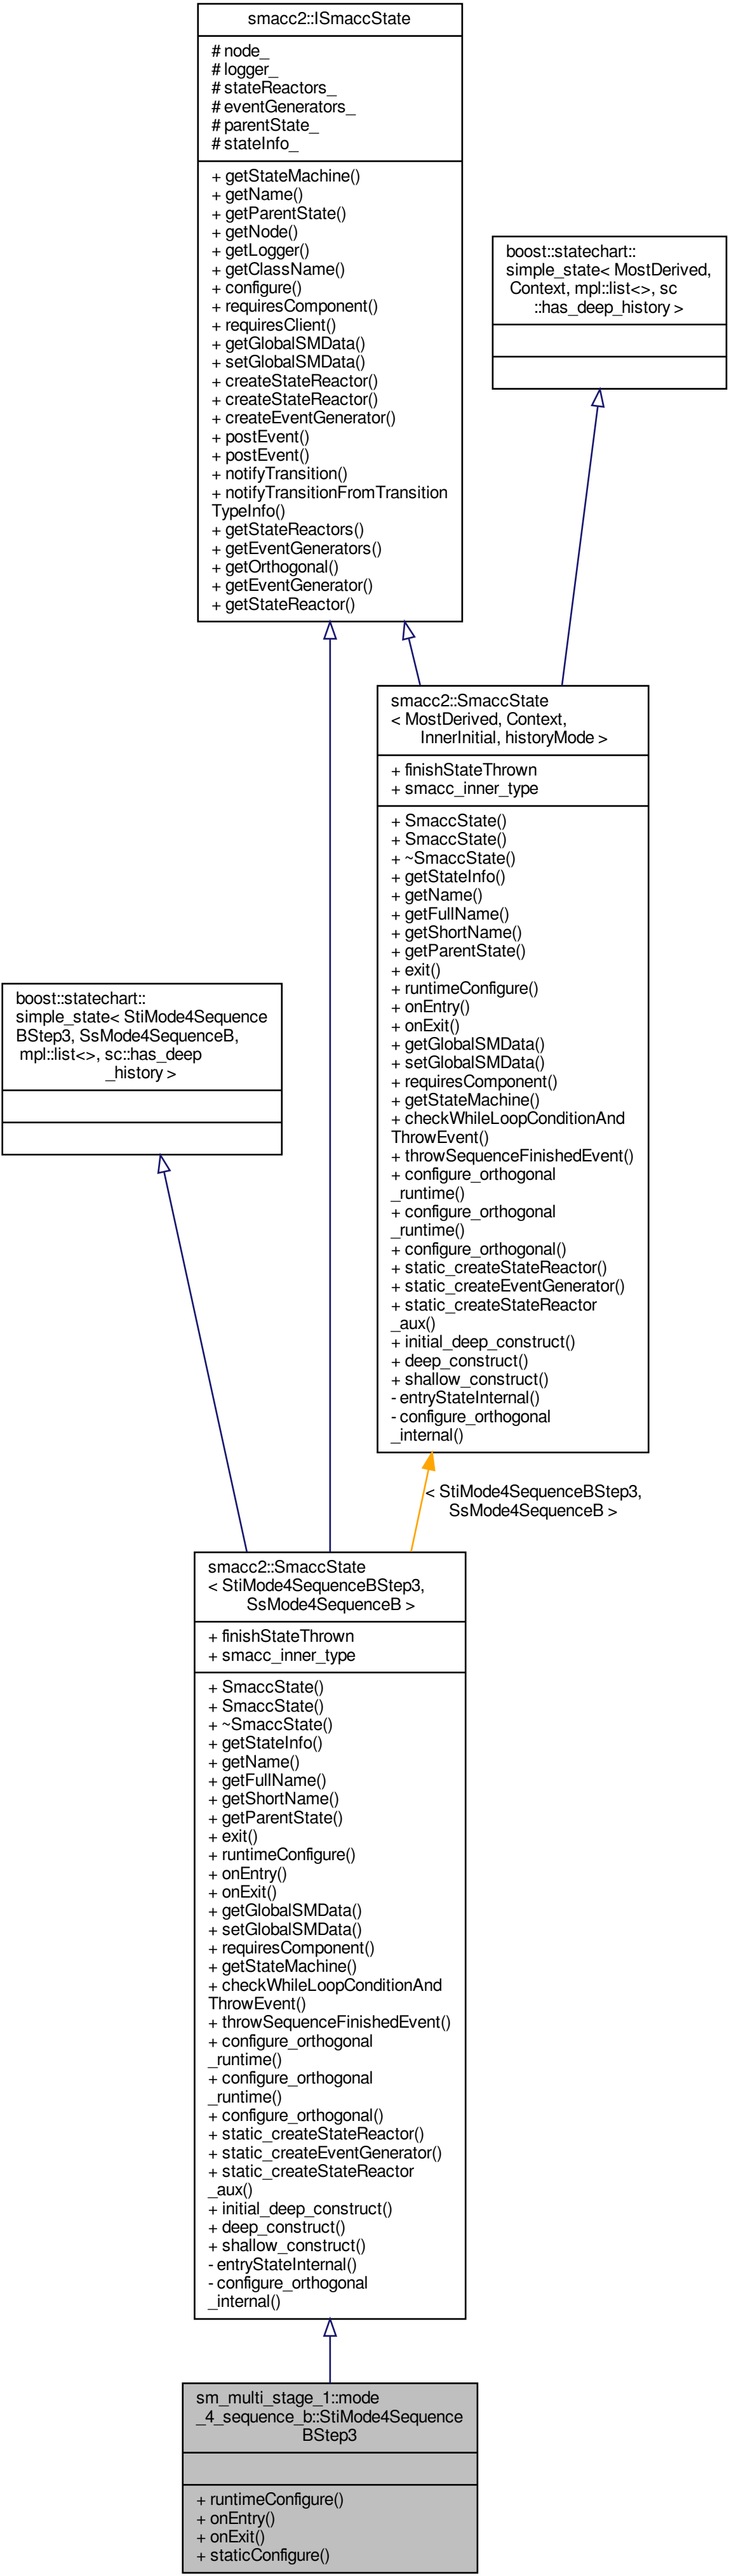 smacc2::ISmaccState
# node_
# logger_
# stateReactors_
# eventGenerators_
# parentState_
# stateInfo_
+ getStateMachine()
+ getName()
+ getParentState()
+ getNode()
+ getLogger()
+ getClassName()
+ configure()
+ requiresComponent()
+ requiresClient()
+ getGlobalSMData()
+ setGlobalSMData()
+ createStateReactor()
+ createStateReactor()
+ createEventGenerator()
+ postEvent()
+ postEvent()
+ notifyTransition()
+ notifyTransitionFromTransition
TypeInfo()
+ getStateReactors()
+ getEventGenerators()
+ getOrthogonal()
+ getEventGenerator()
+ getStateReactor()
boost::statechart::
simple_state< MostDerived,
Context, mpl::list<>, sc
::has_deep_history >
smacc2::SmaccState
< MostDerived, Context,
InnerInitial, historyMode >
+ finishStateThrown
+ smacc_inner_type
+ SmaccState()
+ SmaccState()
+ ~SmaccState()
+ getStateInfo()
+ getName()
+ getFullName()
+ getShortName()
+ getParentState()
+ exit()
+ runtimeConfigure()
+ onEntry()
+ onExit()
+ getGlobalSMData()
+ setGlobalSMData()
+ requiresComponent()
+ getStateMachine()
+ checkWhileLoopConditionAnd
ThrowEvent()
+ throwSequenceFinishedEvent()
+ configure_orthogonal
_runtime()
+ configure_orthogonal
_runtime()
+ configure_orthogonal()
+ static_createStateReactor()
+ static_createEventGenerator()
+ static_createStateReactor
_aux()
+ initial_deep_construct()
+ deep_construct()
+ shallow_construct()
- entryStateInternal()
- configure_orthogonal
_internal()
boost::statechart::
simple_state< StiMode4Sequence
BStep3, SsMode4SequenceB,
mpl::list<>, sc::has_deep
_history >
< StiMode4SequenceBStep3,
SsMode4SequenceB >
smacc2::SmaccState
< StiMode4SequenceBStep3,
SsMode4SequenceB >
+ finishStateThrown
+ smacc_inner_type
+ SmaccState()
+ SmaccState()
+ ~SmaccState()
+ getStateInfo()
+ getName()
+ getFullName()
+ getShortName()
+ getParentState()
+ exit()
+ runtimeConfigure()
+ onEntry()
+ onExit()
+ getGlobalSMData()
+ setGlobalSMData()
+ requiresComponent()
+ getStateMachine()
+ checkWhileLoopConditionAnd
ThrowEvent()
+ throwSequenceFinishedEvent()
+ configure_orthogonal
_runtime()
+ configure_orthogonal
_runtime()
+ configure_orthogonal()
+ static_createStateReactor()
+ static_createEventGenerator()
+ static_createStateReactor
_aux()
+ initial_deep_construct()
+ deep_construct()
+ shallow_construct()
- entryStateInternal()
- configure_orthogonal
_internal()
sm_multi_stage_1::mode
_4_sequence_b::StiMode4Sequence
BStep3
+ runtimeConfigure()
+ onEntry()
+ onExit()
+ staticConfigure()